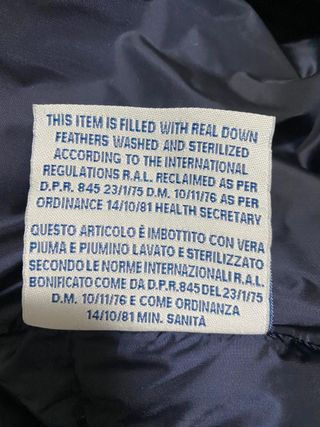 THIS ITEM IS FILLED WITH REAL DOWN
FEATHERS WASHED AND STERILIZED
ACCORDING TO THE INTERNATIONAL
REGULATIONS R.A.L. RECLAIMED AS PER
D.P.R. 845 23/1/75 D.M. 10/11/76 AS PER
ORDINANCE 14/10/81 HEALTH SECRETARY
QUESTO ARTICOLO È IMBOTTITO CON VERA
PIUMA E PIUMINO LAVATO E STERILIZZATO
SECONDO LE NORME INTERNAZIONALI R.A.L.
BONIFICATO COME DA D.P.R. 845 DEL 23/1/75
D.M. 10/11/76 E COME ORDINANZA
14/10/81 MIN. SANITÀ